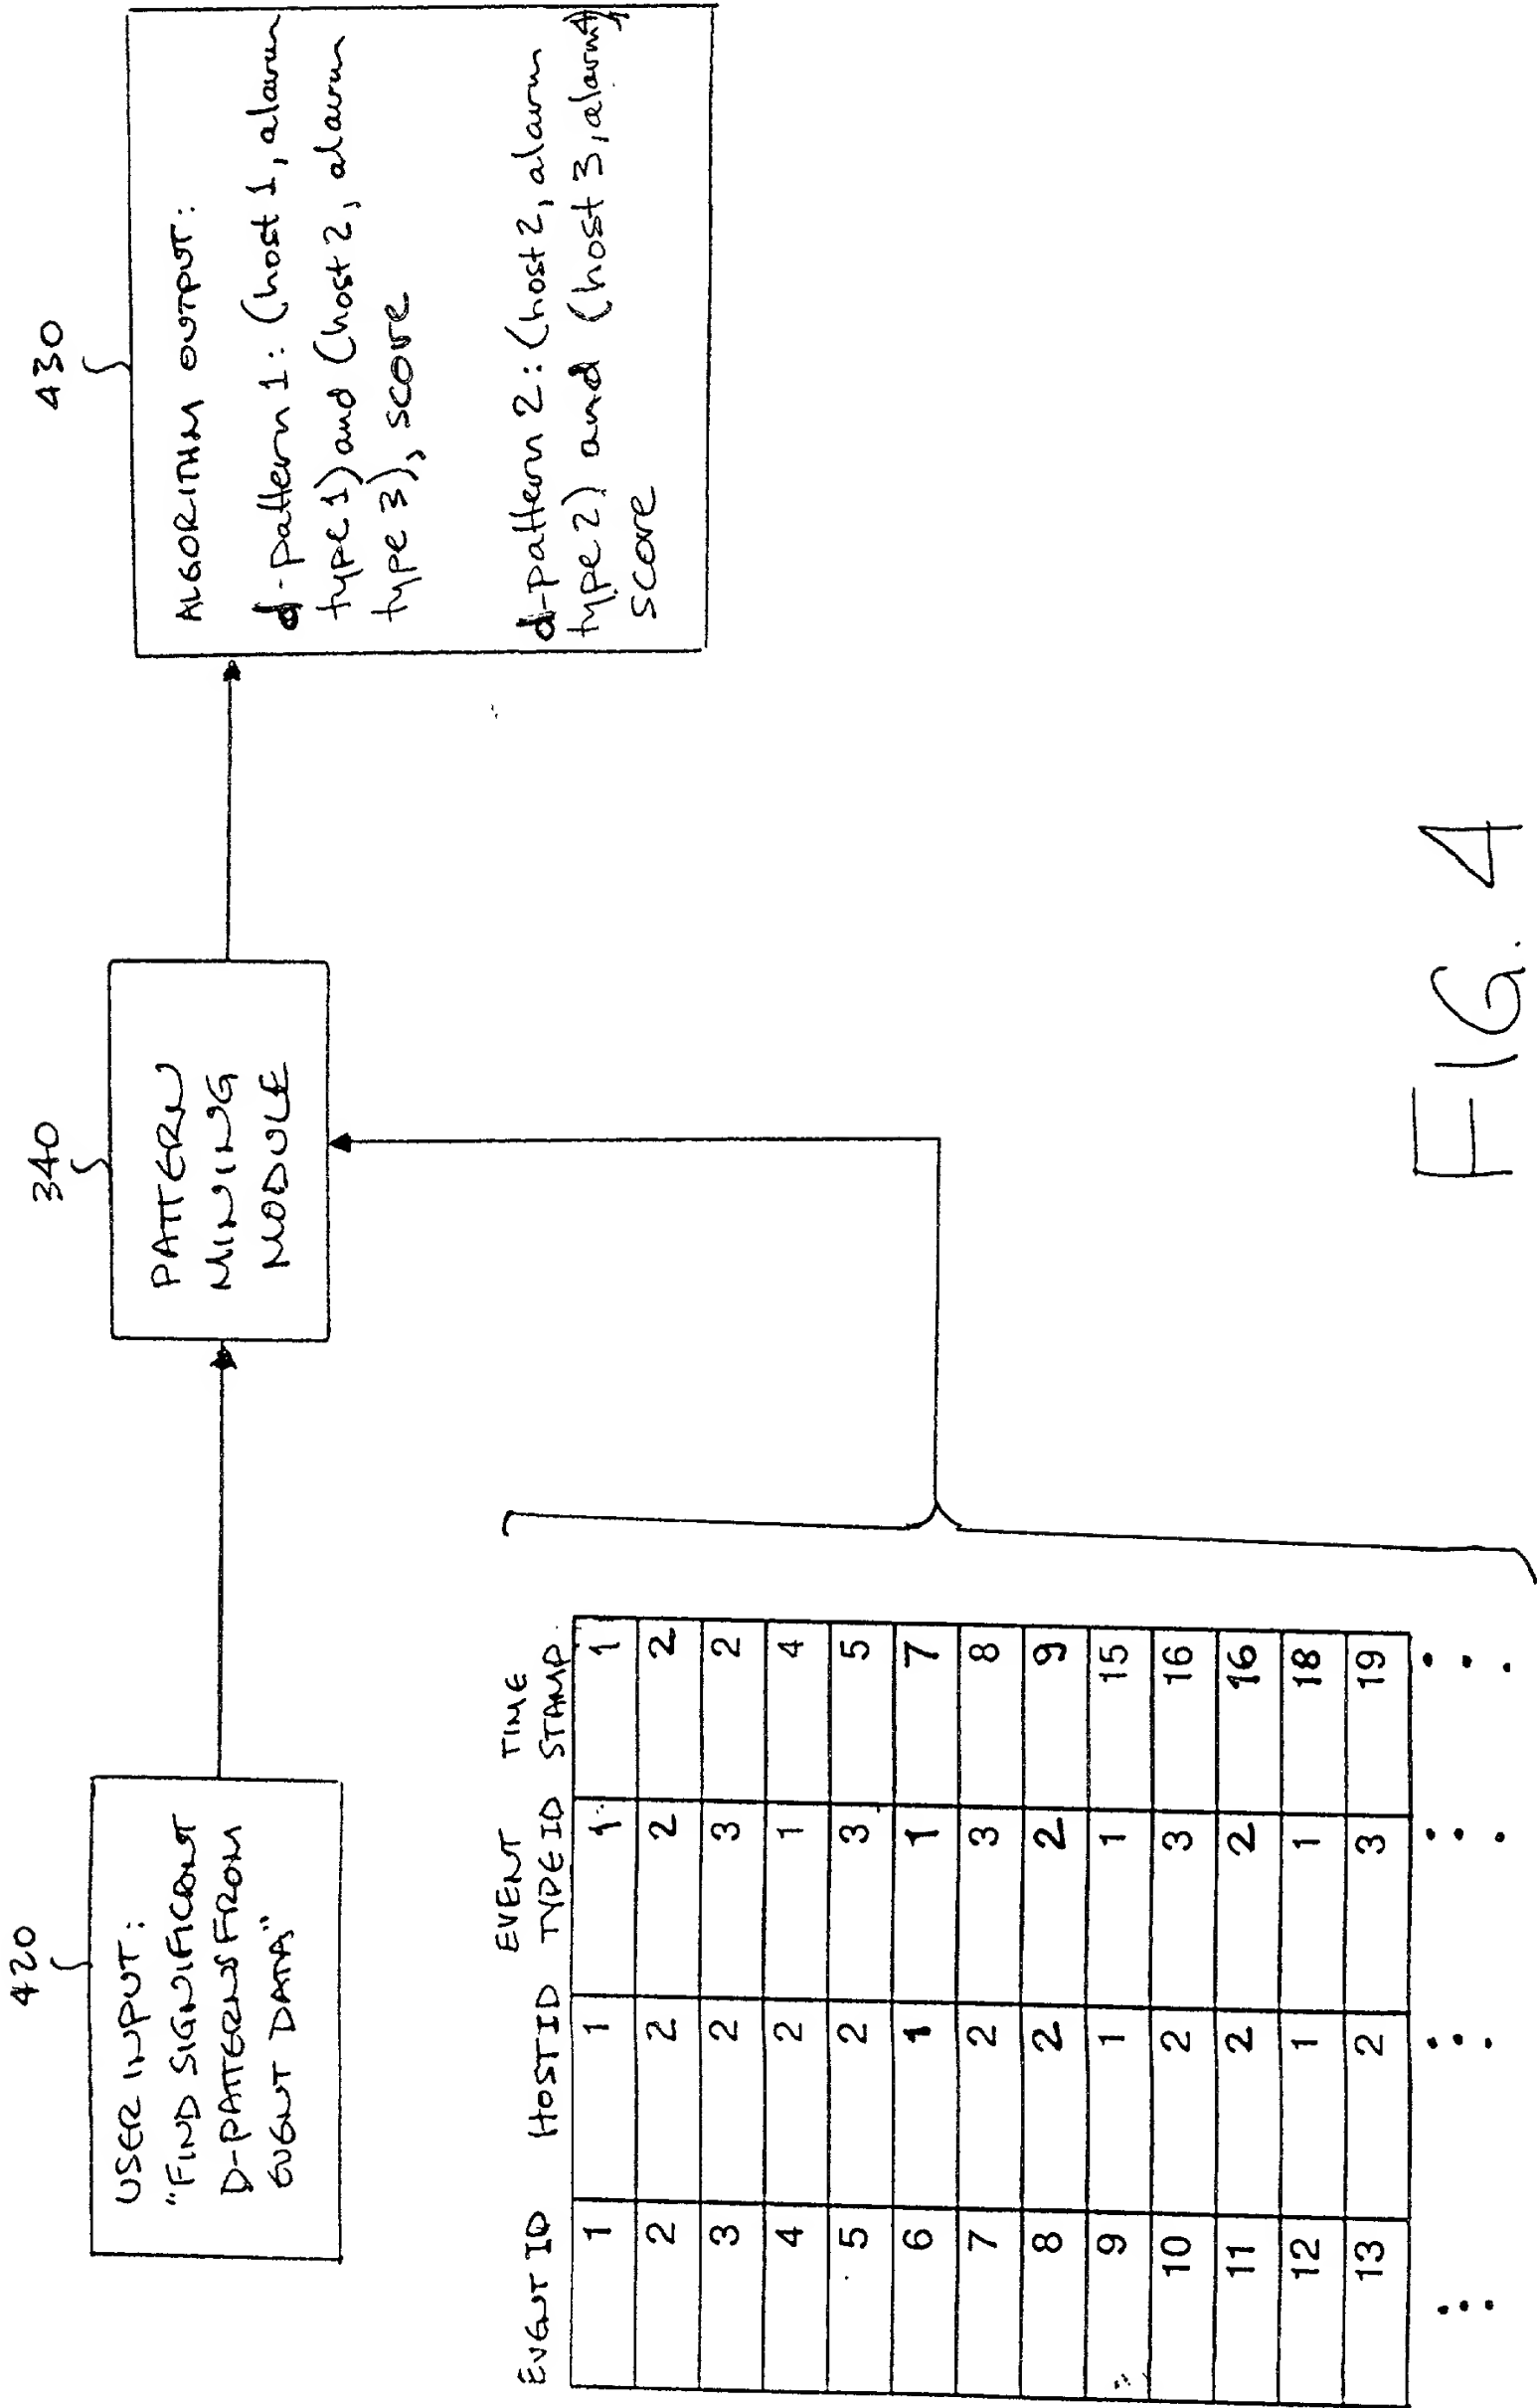 420
USER INPUT:
"FIND SIGNIFICANT
D-PATTERNS FROM
EVENT DATA"
340
PATTERN
MINING
MODULE
430
ALGORITHM OUTPUT:
d-pattern 1: (host 1, alarm
type 1) and (host 2, alarm
type 3), score
d-pattern 2: (host 2, alarm
type 2) and (host 3, alarm 4),
score
EVENT ID HOST ID EVENT TYPE ID TIME STAMP
1 1 1 1
2 2 2 2
3 2 3 2
4 2 1 4
5 2 3 5
6 1 1 7
7 2 3 8
8 2 2 9
9 1 1 15
10 2 3 16
11 2 2 16
12 1 1 18
13 2 3 19
... ... ... ...
FIG. 4